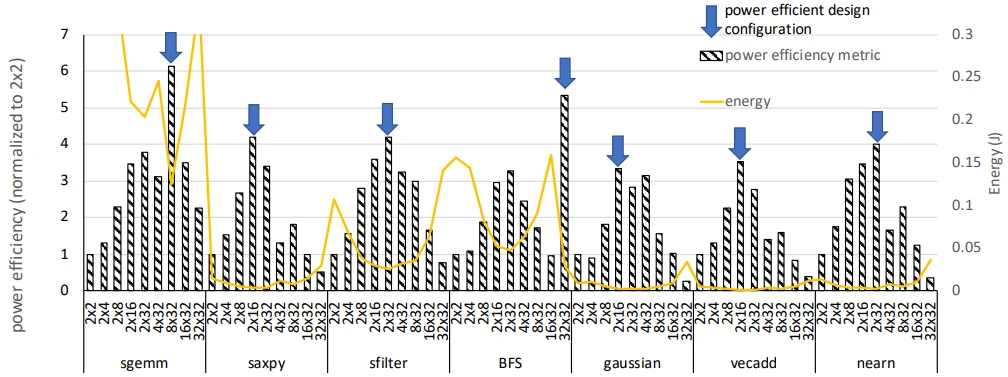 power efficient design
configuration
power efficiency metric
energy
power efficiency (normalized to 2x2)
7
6
5
4
3
2
1
0
0.3
0.25
0.2
0.15
0.1
0.05
0
Energy (J)
2x2 2x4 2x8 2x16 2x32 4x32 8x32 16x32 32x32
2x2 2x4 2x8 2x16 2x32 4x32 8x32 16x32 32x32
2x2 2x4 2x8 2x16 2x32 4x32 8x32 16x32 32x32
2x2 2x4 2x8 2x16 2x32 4x32 8x32 16x32 32x32
2x2 2x4 2x8 2x16 2x32 4x32 8x32 16x32 32x32
2x2 2x4 2x8 2x16 2x32 4x32 8x32 16x32 32x32
2x2 2x4 2x8 2x16 2x32 4x32 8x32 16x32 32x32
sgemm saxpy sfilter BFS gaussian vecadd nearn